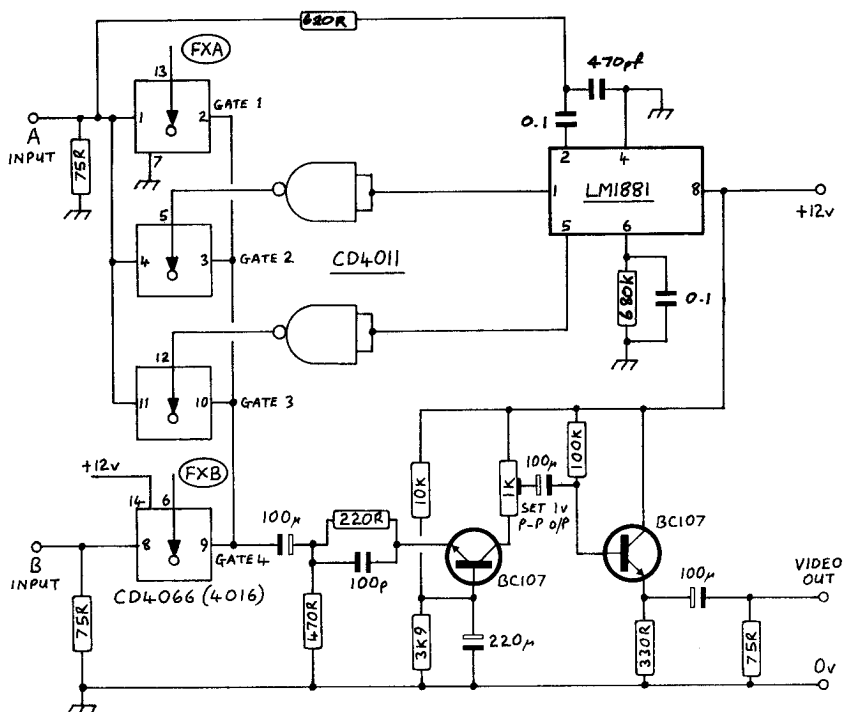 620R
FXA
470pf
13
GATE 1
1
2
0.1
A
INPUT
7
75R
2
4
LM1881
1
8
+12v
5
5
6
4
3
GATE 2
CD4011
680K
0.1
12
11
10
GATE 3
+12v
FXB
14
6
10K
1K
100µ
100K
SET 1v
P-P O/P
BC107
100µ
220R
8
9
GATE 4
B
INPUT
100p
BC107
VIDEO
OUT
100µ
CD4066 (4016)
75R
470R
3K9
220µ
330R
75R
0v